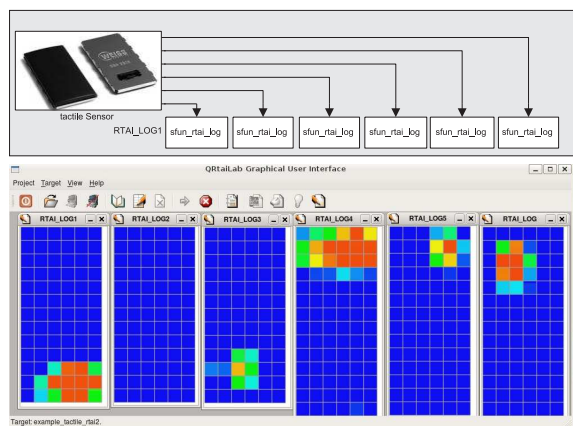 WEISS
tactile Sensor
RTAI_LOG1
sfun_rtai_log
sfun_rtai_log
sfun_rtai_log
sfun_rtai_log
sfun_rtai_log
sfun_rtai_log
QRtaiLab Graphical User Interface
Project Target View Help
RTAI_LOG1
RTAI_LOG2
RTAI_LOG3
RTAI_LOG4
RTAI_LOG5
RTAI_LOG
Target: example_tactile_rtai2.